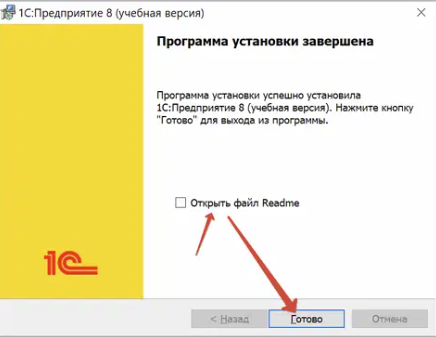 1С:Предприятие 8 (учебная версия)
Программа установки завершена
Программа установки успешно установила
1С:Предприятие 8 (учебная версия). Нажмите кнопку
"Готово" для выхода из программы.
Открыть файл Readme
1С
< Назад
Готово
Отмена